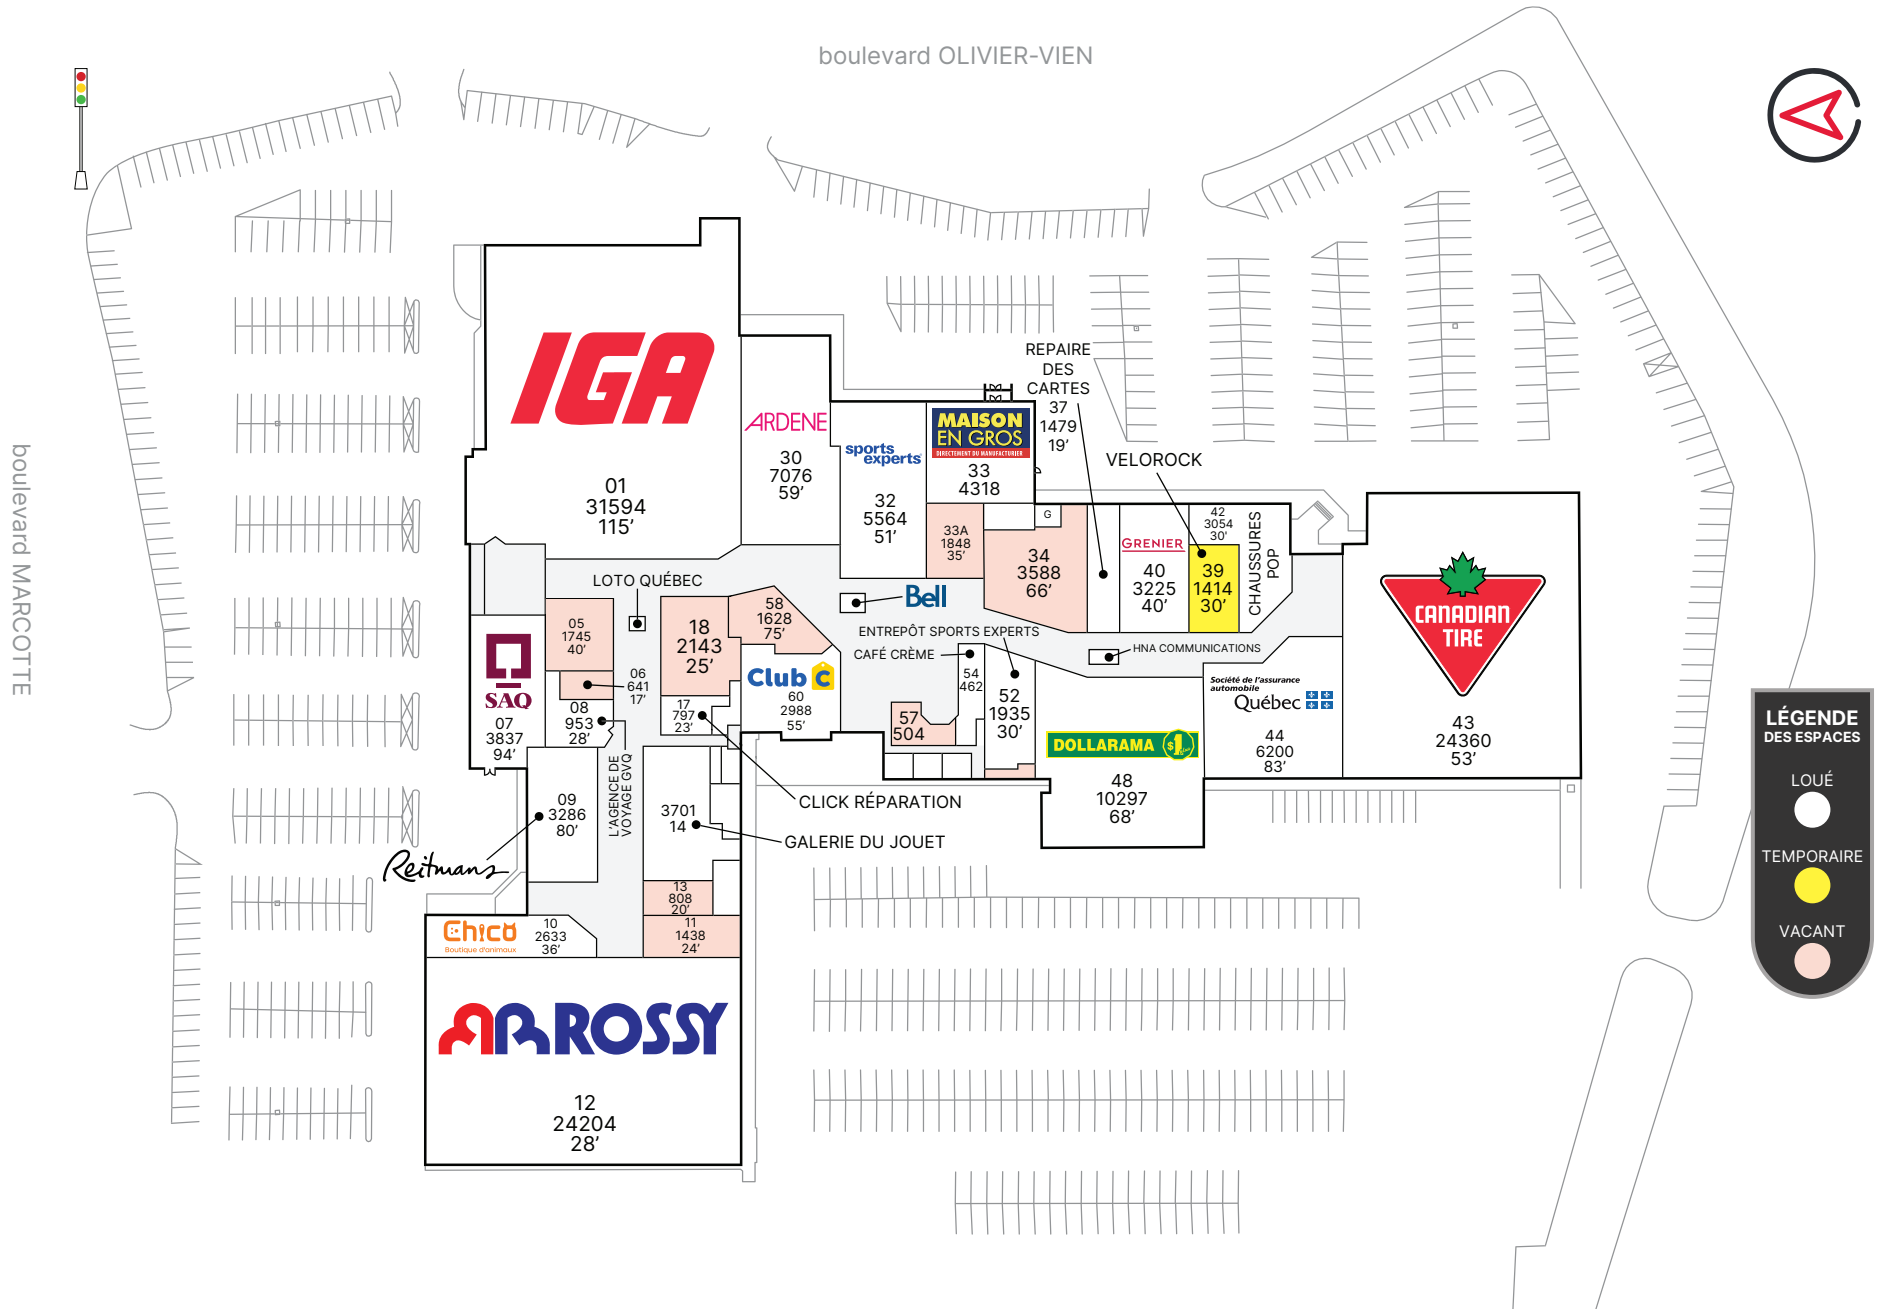 boulevard OLIVIER-VIEN
boulevard MARCOTTE
IGA
01
31594
115’
ARDENE
30
7076
59’
sports
experts
32
5564
51’
MAISON
EN GROS
DIRECTEMENT DU MANUFACTURIER
33
4318
33A
1848
35’
G
34
3588
66’
REPAIRE
DES
CARTES
37
1479
19’
VELOROCK
GRENIER
40
3225
40’
39
1414
30’
42
3054
30’
CHAUSSURES
POP
CANADIAN
TIRE
43
24360
53’
LOTO QUÉBEC
Bell
ENTREPÔT SPORTS EXPERTS
CAFÉ CRÈME
HNA COMMUNICATIONS
05
1745
40’
06
641
17’
SAQ
07
3837
94’
08
953
28’
L’AGENCE DE
VOYAGE GVQ
18
2143
25’
17
797
23’
58
1628
75’
Club C
60
2988
55’
57
504
54
462
52
1935
30’
DOLLARAMA $1
48
10297
68’
Société de l’assurance
automobile
Québec
44
6200
83’
CLICK RÉPARATION
GALERIE DU JOUET
3701
14
09
3286
80’
Reitmans
13
808
20’
11
1438
24’
Chico
Boutique d’animaux
10
2633
36’
ROSSY
12
24204
28’
LÉGENDE
DES ESPACES
LOUÉ
TEMPORAIRE
VACANT